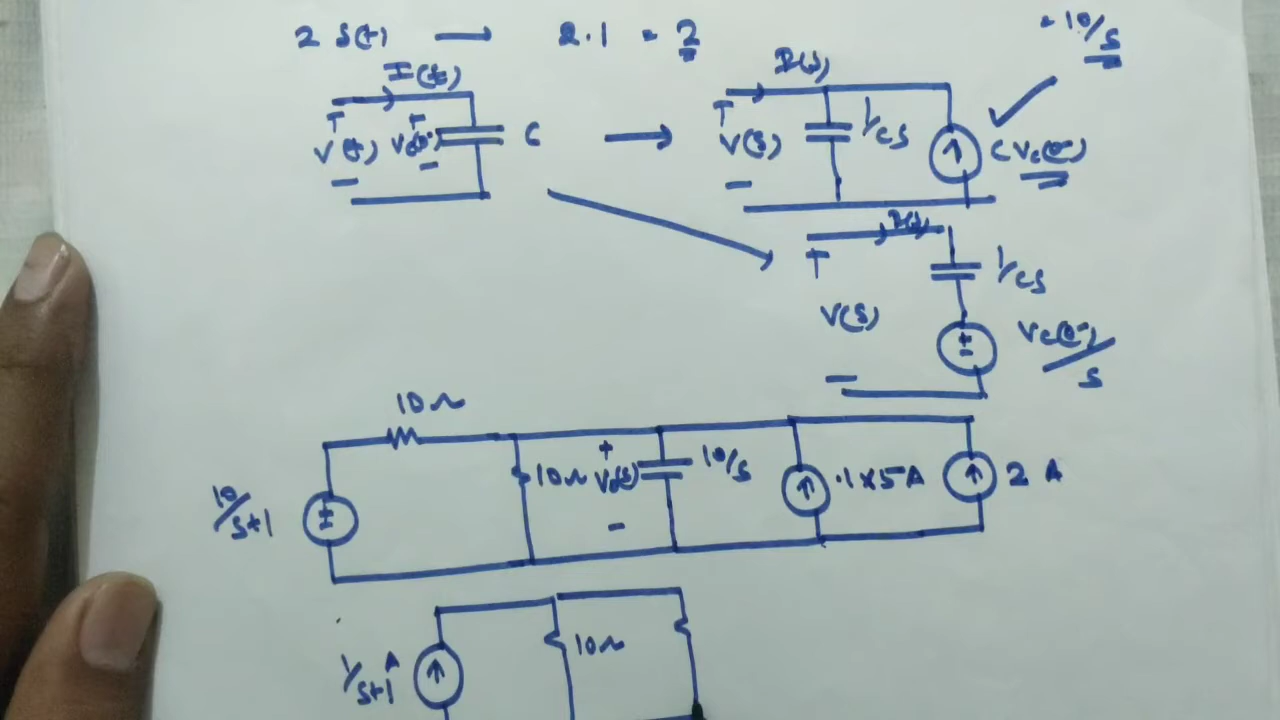 2 δ(t) → 2.1 = 2
= 10/s
I(t)
+ V(t) -
+ Vc(0-) -
C
→
I(s)
+ V(s) -
1/Cs
C Vc(0-)
I(s)
+ V(s) -
1/Cs
Vc(0-)/s
10/s+1
10Ω
10Ω
+ V0(s) -
10/s
.1×5 A
2 A
1/s+1 A
10Ω